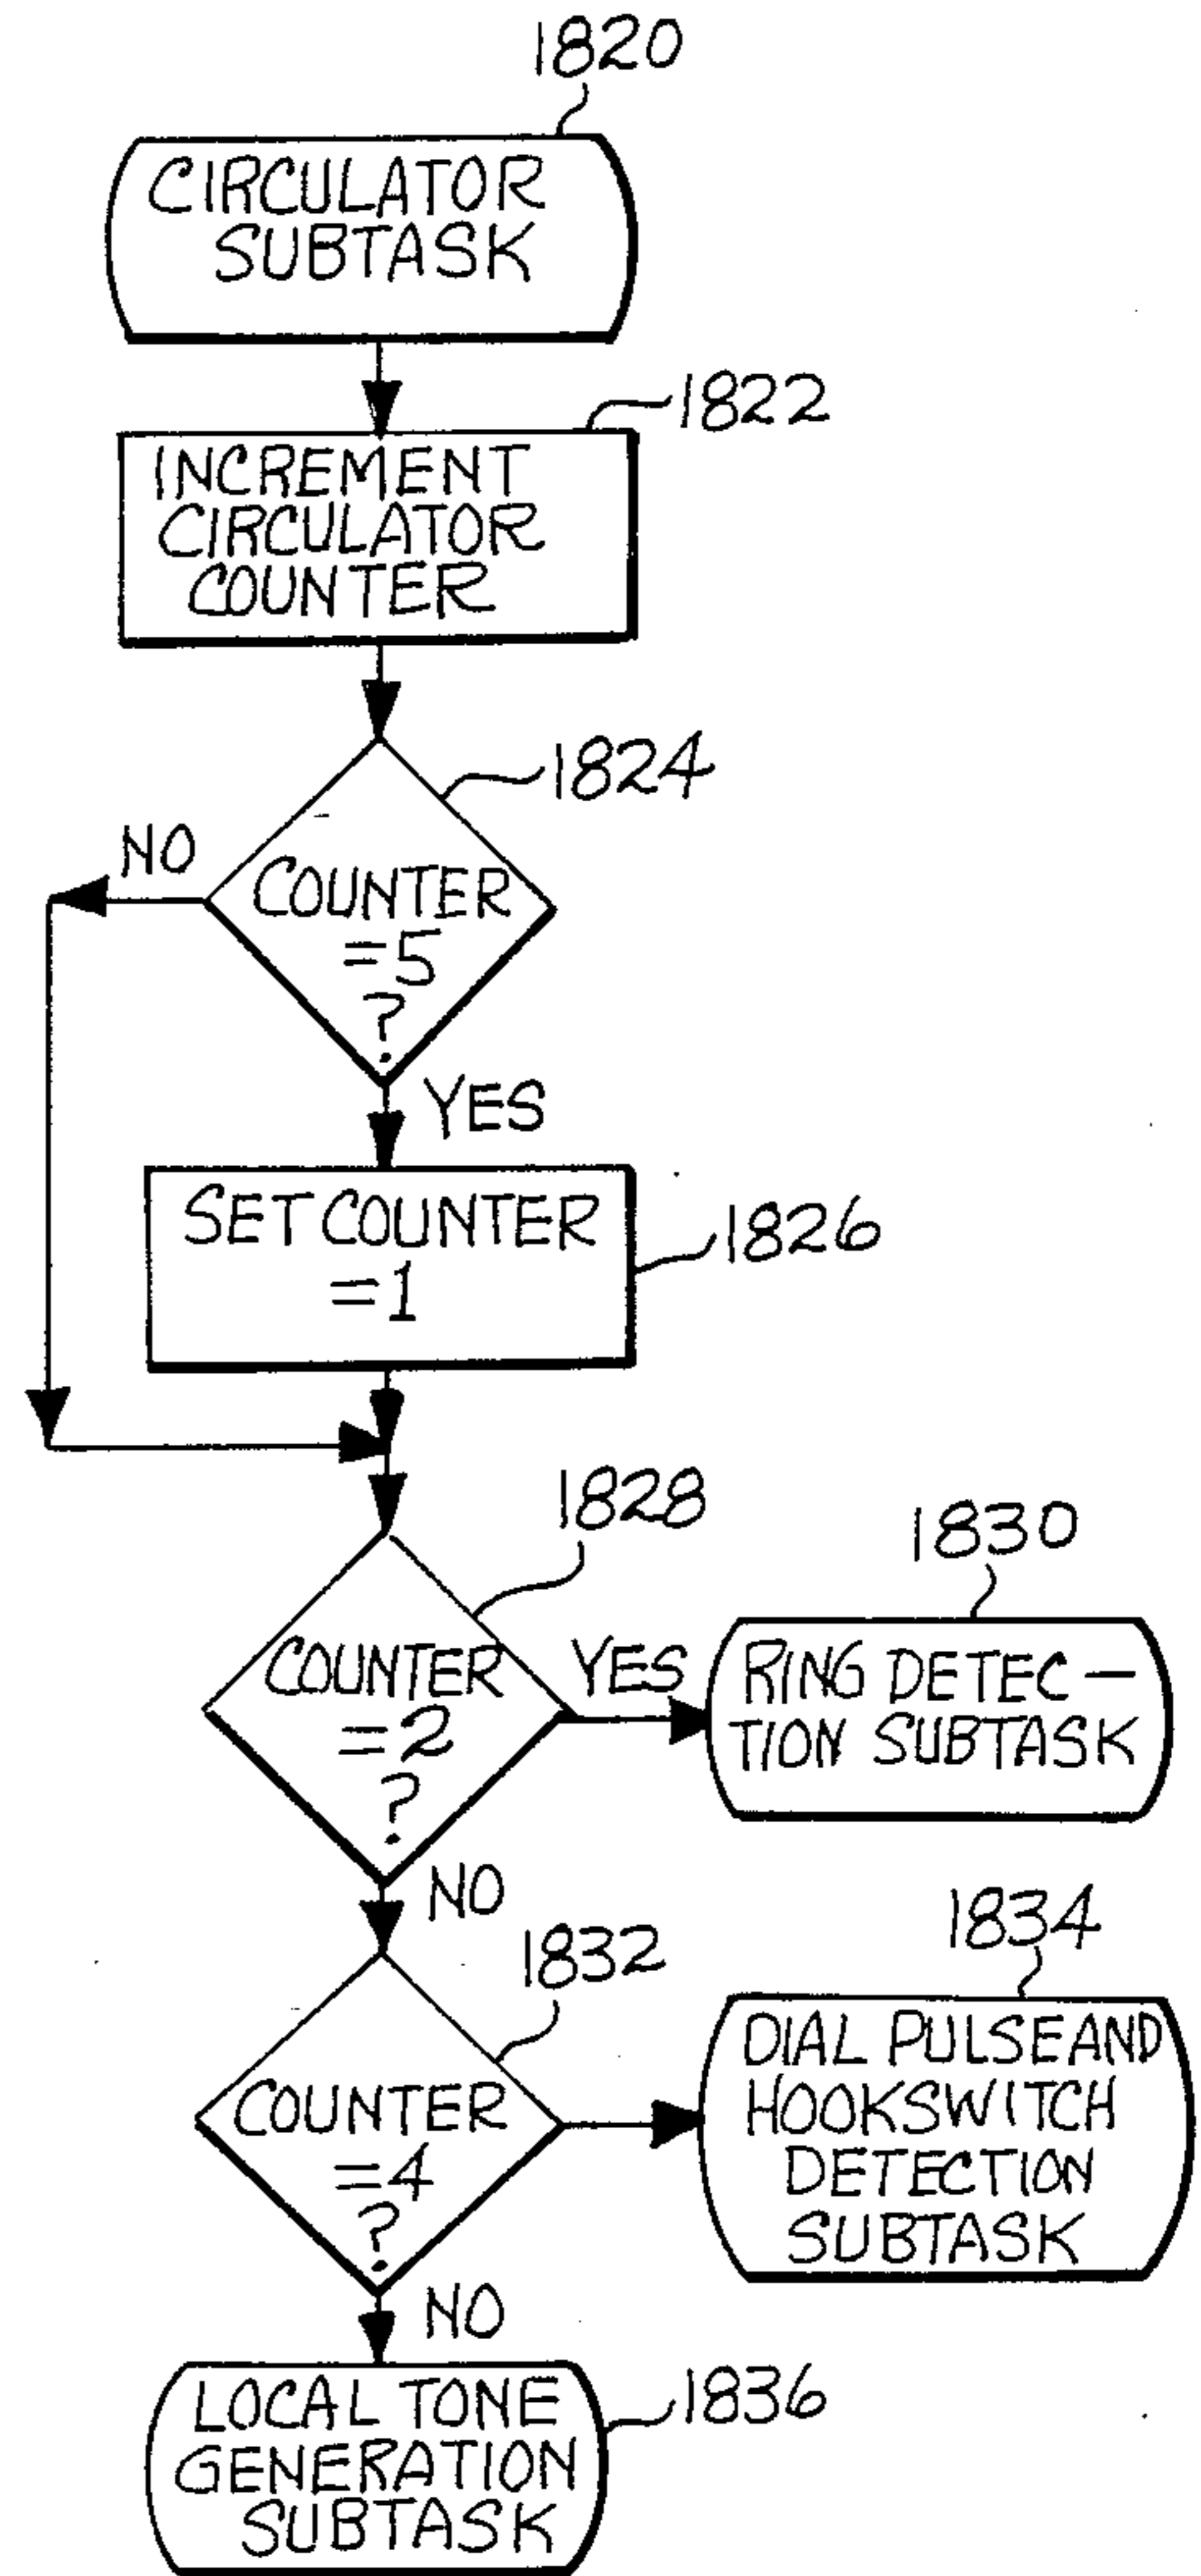 1820
CIRCULATOR
SUBTASK
1822
INCREMENT
CIRCULATOR
COUNTER
1824
NO
COUNTER
=5
?
YES
SET COUNTER
=1
1826
1828
COUNTER
=2
?
YES
1830
RING DETEC-
TION SUBTASK
NO
1832
COUNTER
=4
?
1834
DIAL PULSE AND
HOOKSWITCH
DETECTION
SUBTASK
NO
LOCAL TONE
GENERATION
SUBTASK
1836